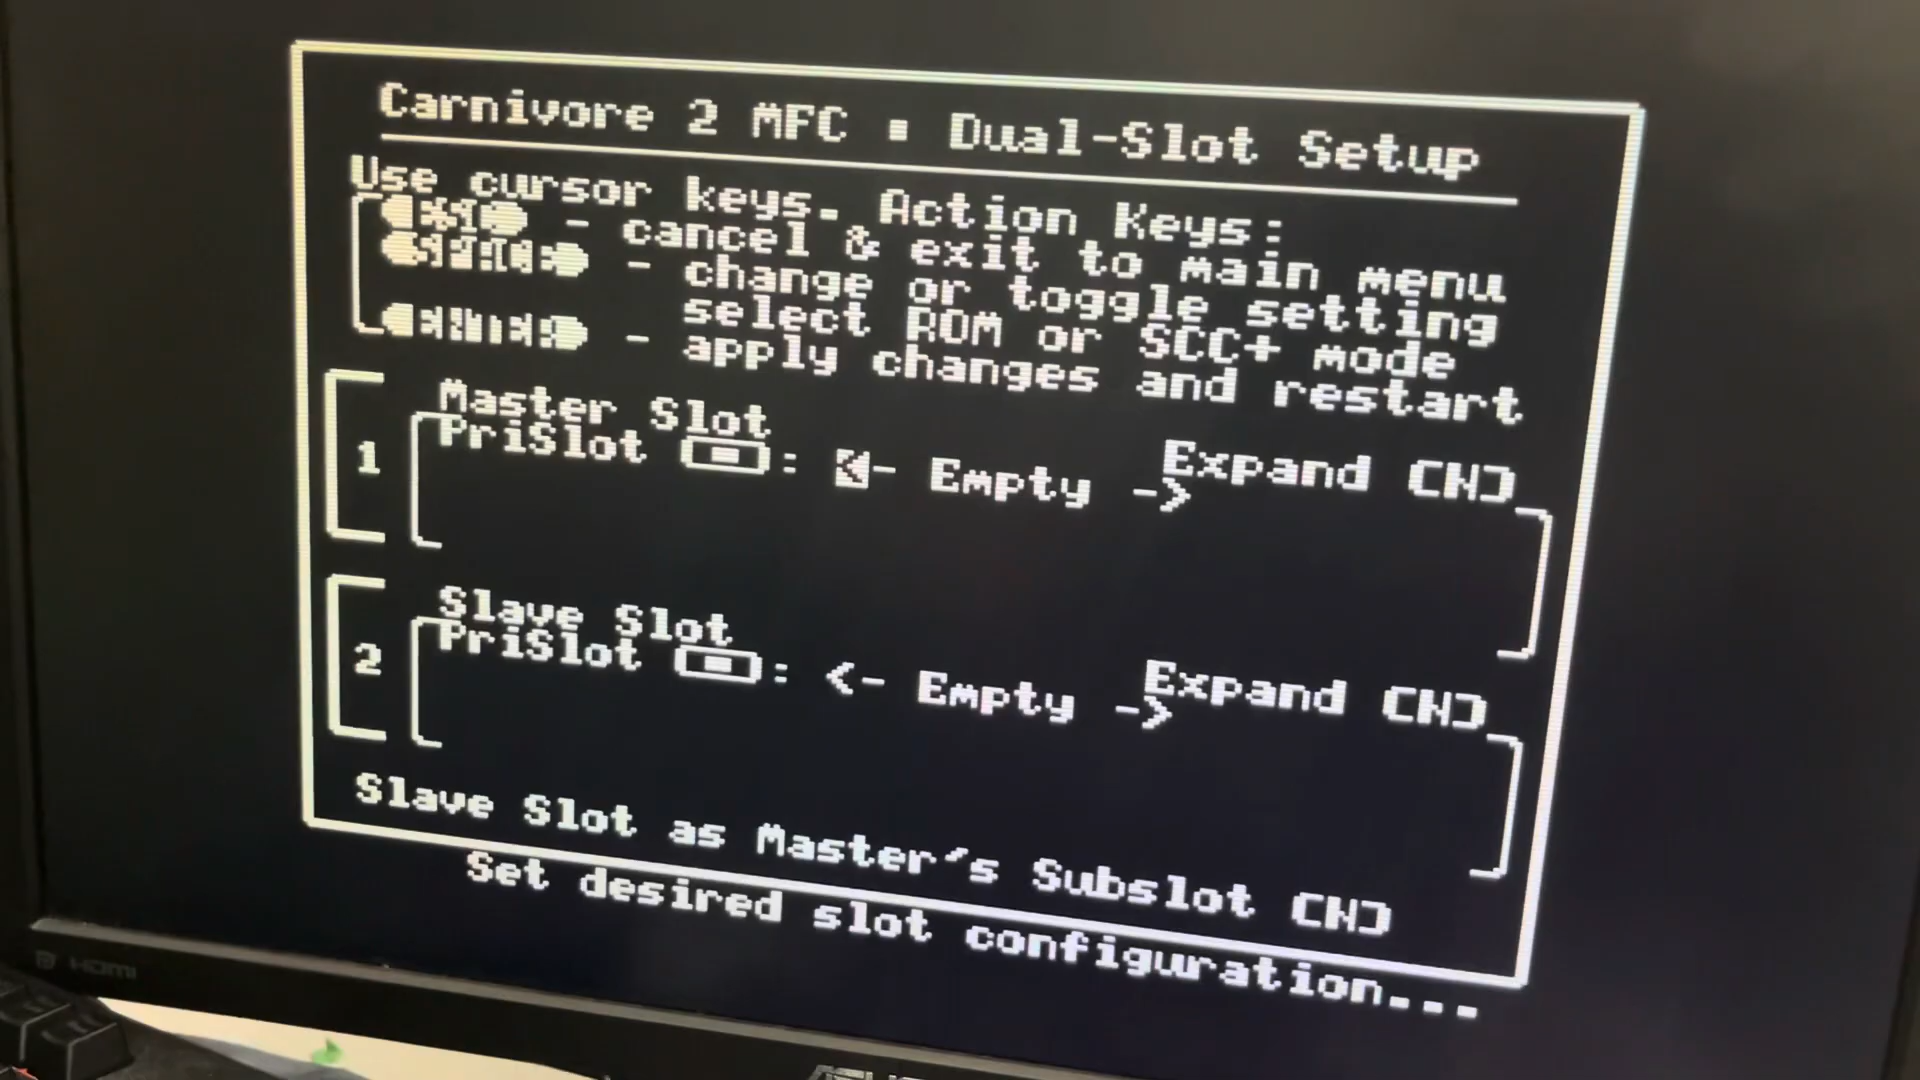 Carnivore 2 MFC ▪ Dual-Slot Setup
Use cursor keys. Action Keys:
- cancel & exit to main menu
- change or toggle setting
select ROM or SCC+ mode
- apply changes and restart
1
Master Slot
PriSlot : <- Empty -> Expand [N]
2
Slave Slot
PriSlot : <- Empty -> Expand [N]
Slave Slot as Master's Subslot [N]
Set desired slot configuration...
HDMI